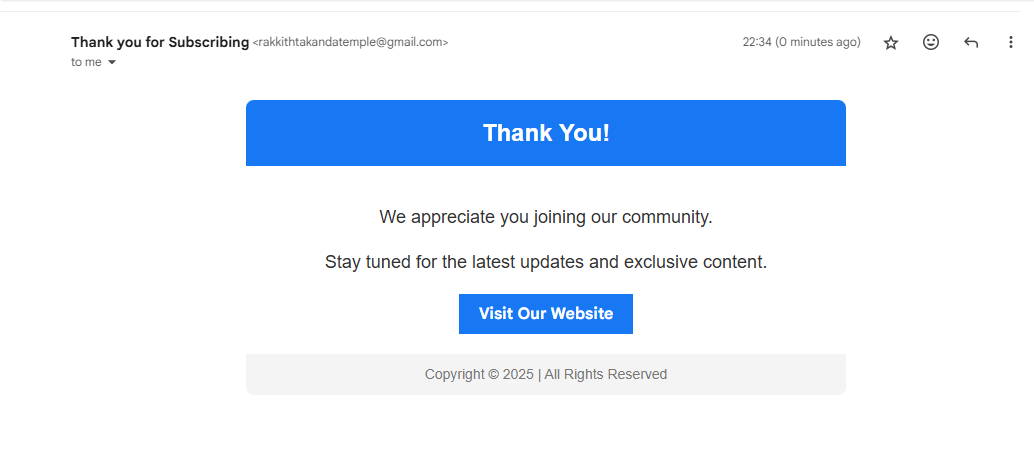 Thank you for Subscribing <rakkithtakandatemple@gmail.com> 22:34 (0 minutes ago)
to me
Thank You!
We appreciate you joining our community.
Stay tuned for the latest updates and exclusive content.
Visit Our Website
Copyright © 2025 | All Rights Reserved